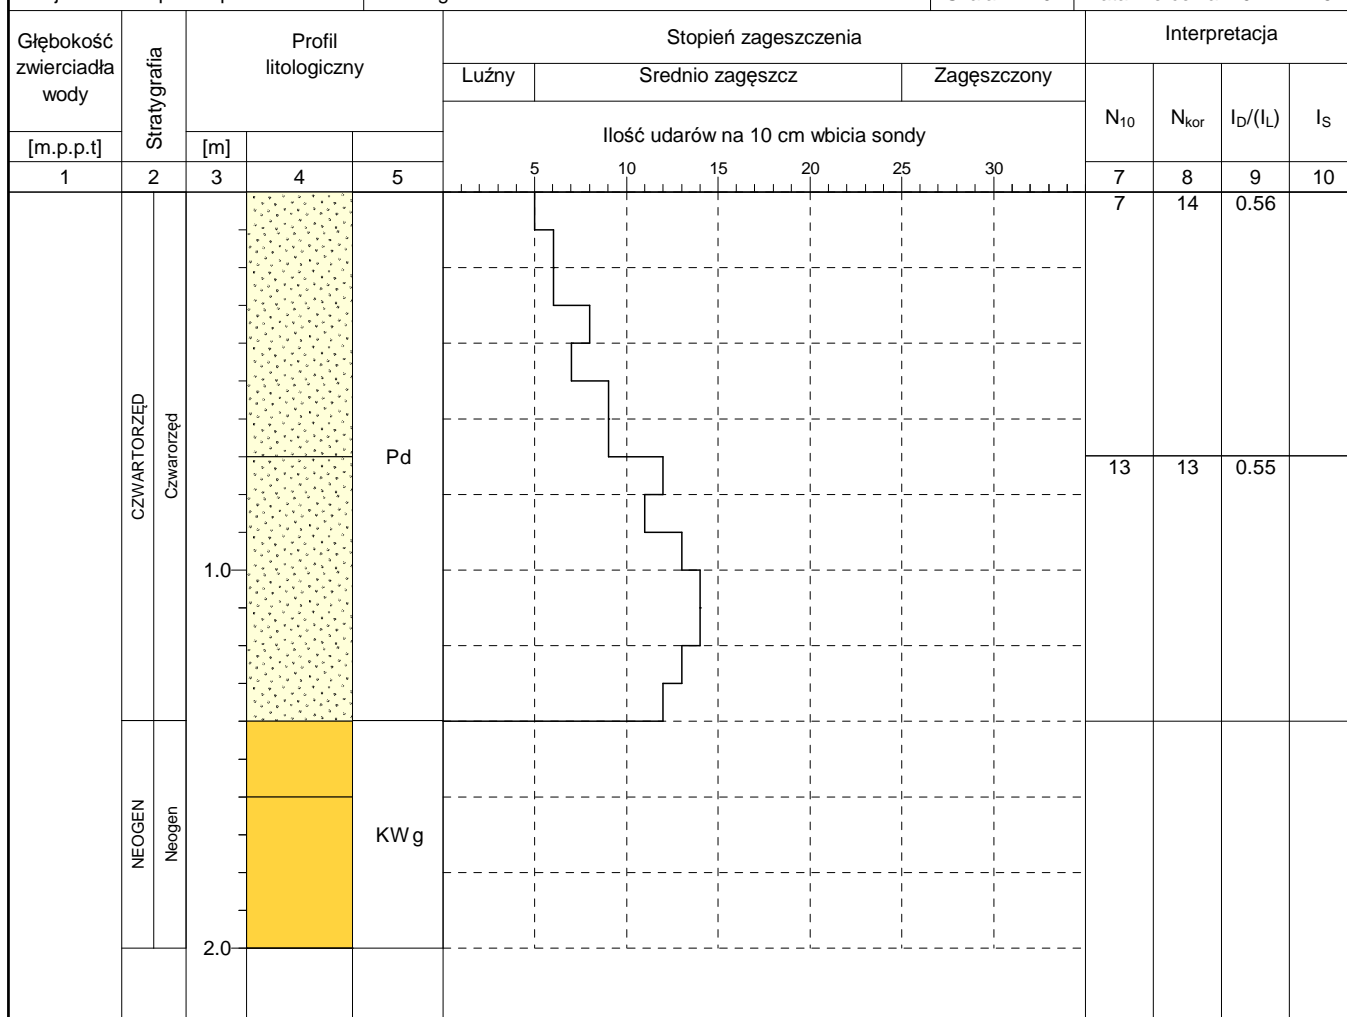 Głębokość
zwierciadła
wody
[m.p.p.t]
Stratygrafia
Profil
litologiczny
[m]
Stopień zageszczenia
Luźny
Srednio zagęszcz
Zagęszczony
Ilość udarów na 10 cm wbicia sondy
5 10 15 20 25 30
Interpretacja
N10 Nkor ID/(IL) IS
1 2 3 4 5 7 8 9 10
7 14 0.56
CZWARTORZĘD
Czwarorzęd
Pd
13 13 0.55
1.0
NEOGEN
Neogen
KW g
2.0